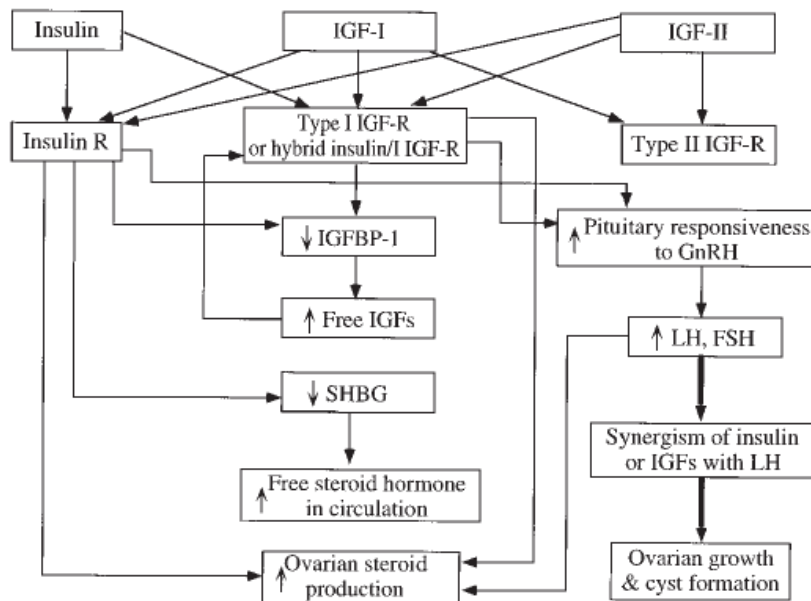 Insulin
IGF-I
IGF-II
Insulin R
Type I IGF-R
or hybrid insulin/I IGF-R
Type II IGF-R
↓ IGFBP-1
↑ Pituitary responsiveness
to GnRH
↑ Free IGFs
↑ LH, FSH
↓ SHBG
Synergism of insulin
or IGFs with LH
↑ Free steroid hormone
in circulation
↑ Ovarian steroid
production
Ovarian growth
& cyst formation